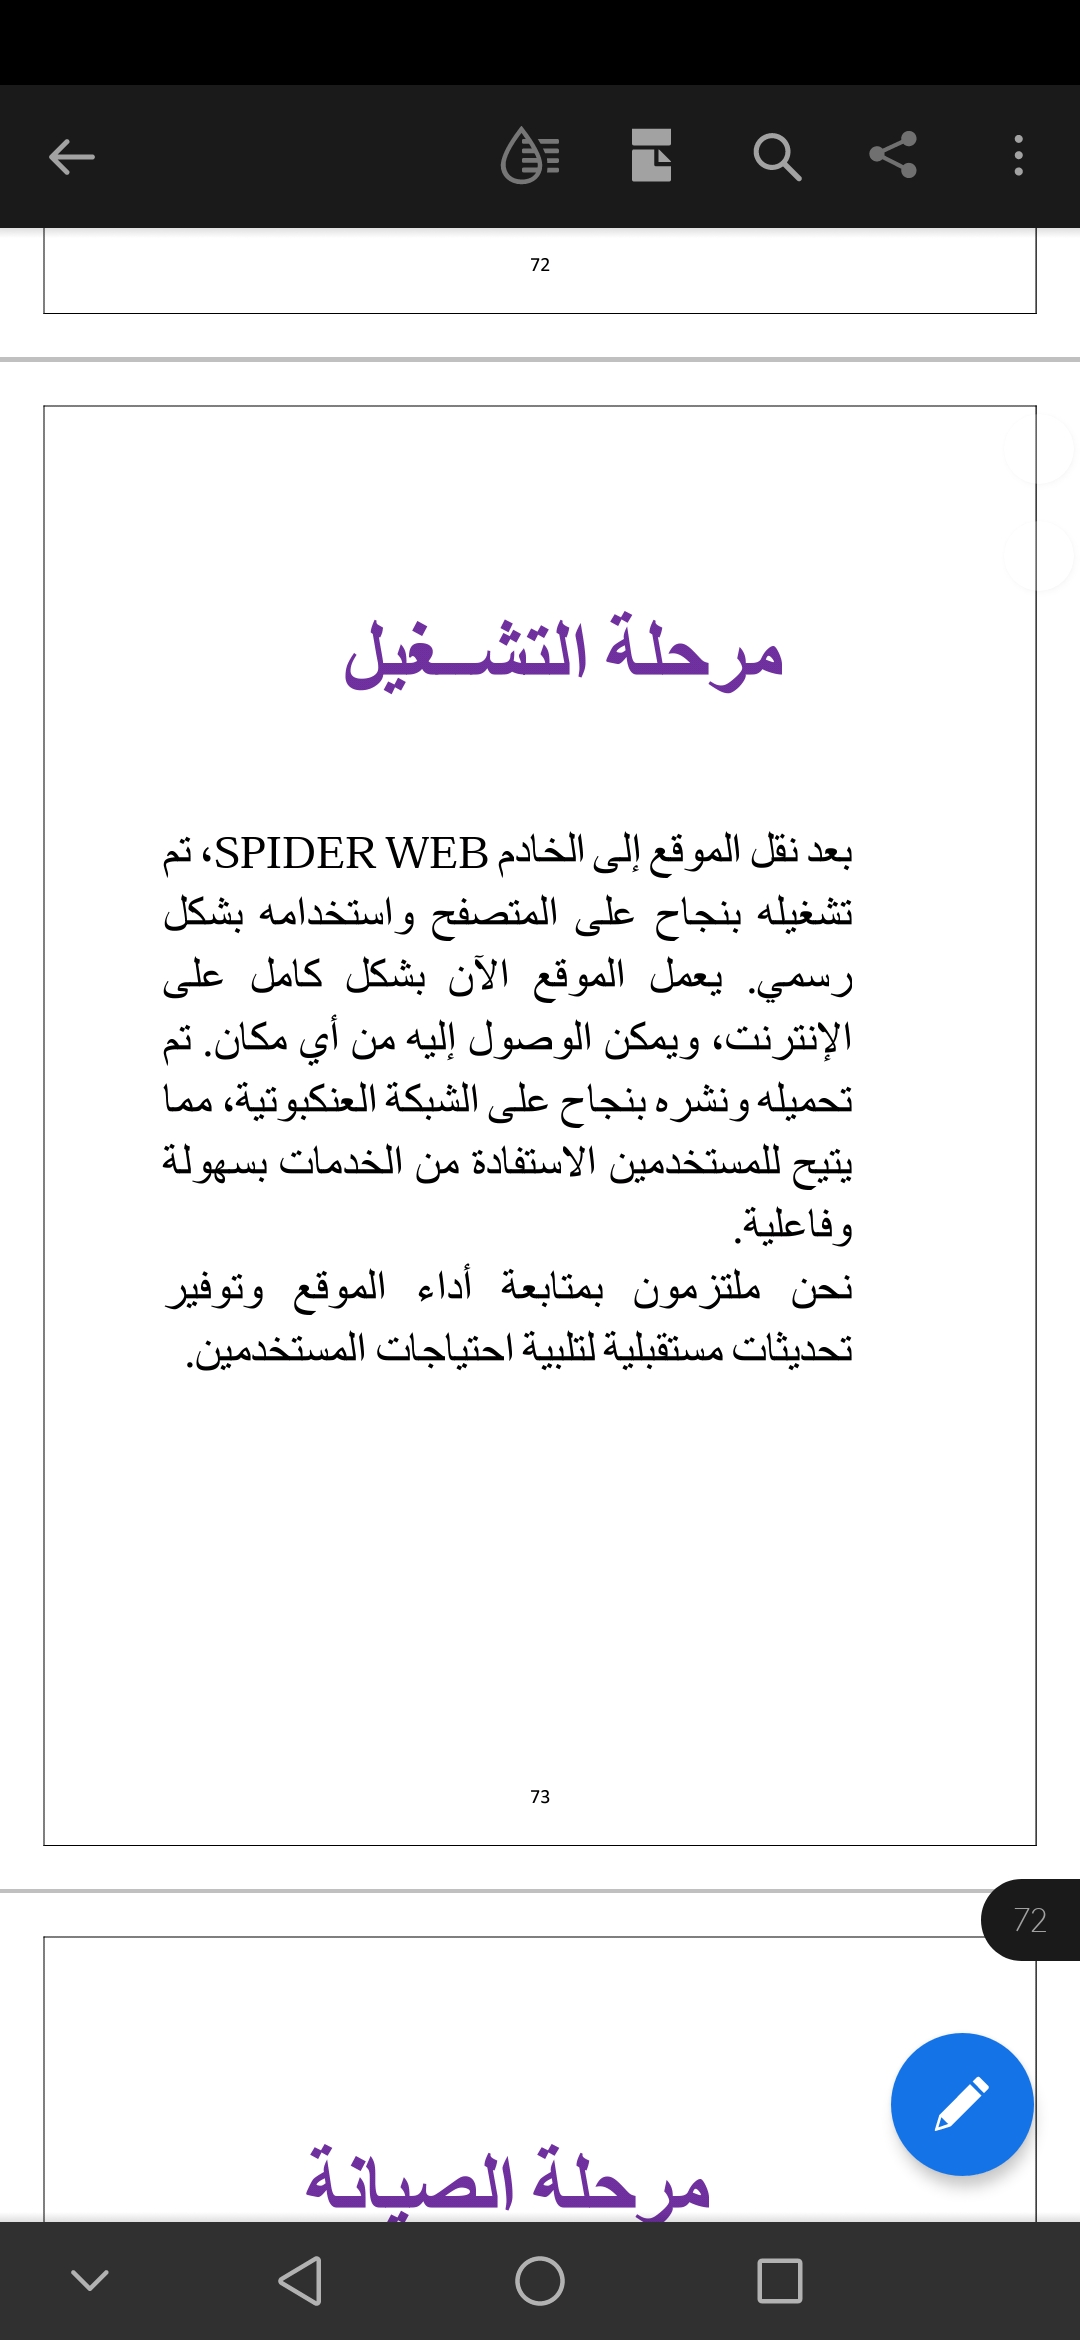 72
مرحلة التشـغيل
بعد نقل الموقع إلى الخادم SPIDER WEB، تم
تشغيله بنجاح على المتصفح واستخدامه بشكل
رسمي. يعمل الموقع الآن بشكل كامل على
الإنترنت، ويمكن الوصول إليه من أي مكان. تم
تحميله ونشره بنجاح على الشبكة العنكبوتية، مما
يتيح للمستخدمين الاستفادة من الخدمات بسهولة
وفاعلية.
نحن ملتزمون بمتابعة أداء الموقع وتوفير
تحديثات مستقبلية لتلبية احتياجات المستخدمين.
73
72
مرحلة الصيانة